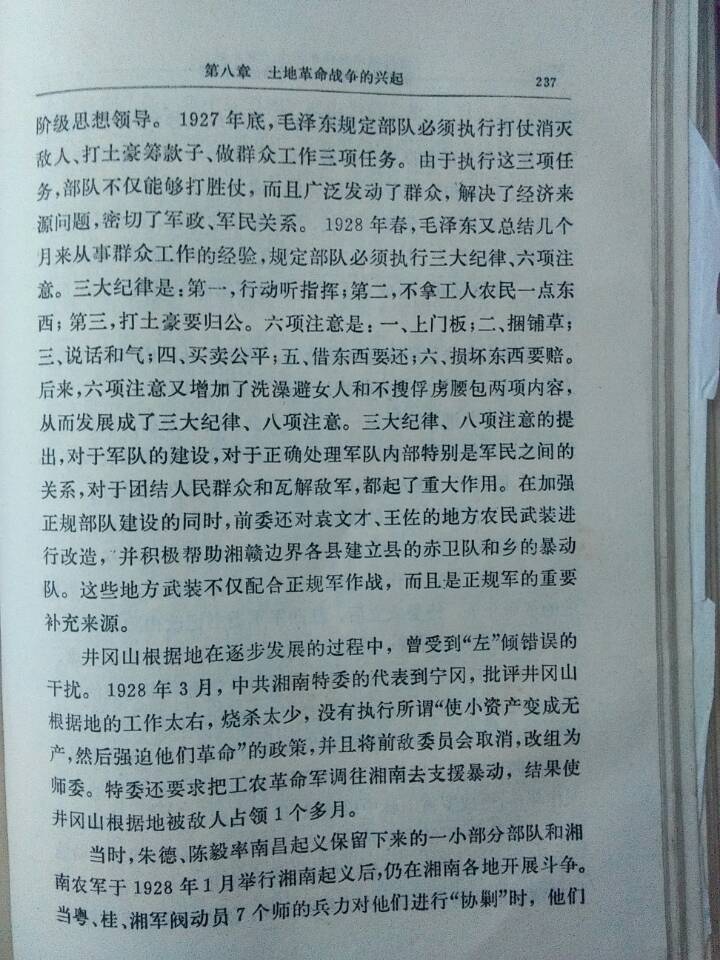 第八章　土地革命战争的兴起
237
阶级思想领导。1927年底，毛泽东规定部队必须执行打仗消灭
敌人、打土豪筹款子、做群众工作三项任务。由于执行这三项任
务，部队不仅能够打胜仗，而且广泛发动了群众，解决了经济来
源问题，密切了军政、军民关系。1928年春，毛泽东又总结几个
月来从事群众工作的经验，规定部队必须执行三大纪律、六项注
意。三大纪律是：第一，行动听指挥；第二，不拿工人农民一点东
西；第三，打土豪要归公。六项注意是：一、上门板；二、捆铺草；
三、说话和气；四、买卖公平；五、借东西要还；六、损坏东西要赔。
后来，六项注意又增加了洗澡避女人和不搜俘虏腰包两项内容，
从而发展成了三大纪律、八项注意。三大纪律、八项注意的提
出，对于军队的建设，对于正确处理军队内部特别是军民之间的
关系，对于团结人民群众和瓦解敌军，都起了重大作用。在加强
正规部队建设的同时，前委还对袁文才、王佐的地方农民武装进
行改造，并积极帮助湘赣边界各县建立县的赤卫队和乡的暴动
队。这些地方武装不仅配合正规军作战，而且是正规军的重要
补充来源。
井冈山根据地在逐步发展的过程中，曾受到“左”倾错误的
干扰。1928年3月，中共湘南特委的代表到宁冈，批评井冈山
根据地的工作太右，烧杀太少，没有执行所谓“使小资产变成无
产，然后强迫他们革命”的政策，并且将前敌委员会取消，改组为
师委。特委还要求把工农革命军调往湘南去支援暴动，结果使
井冈山根据地被敌人占领1个多月。
当时，朱德、陈毅率南昌起义保留下来的一小部分部队和湘
南农军于1928年1月举行湘南起义后，仍在湘南各地开展斗争。
当粤、桂、湘军阀动员7个师的兵力对他们进行“协剿”时，他们